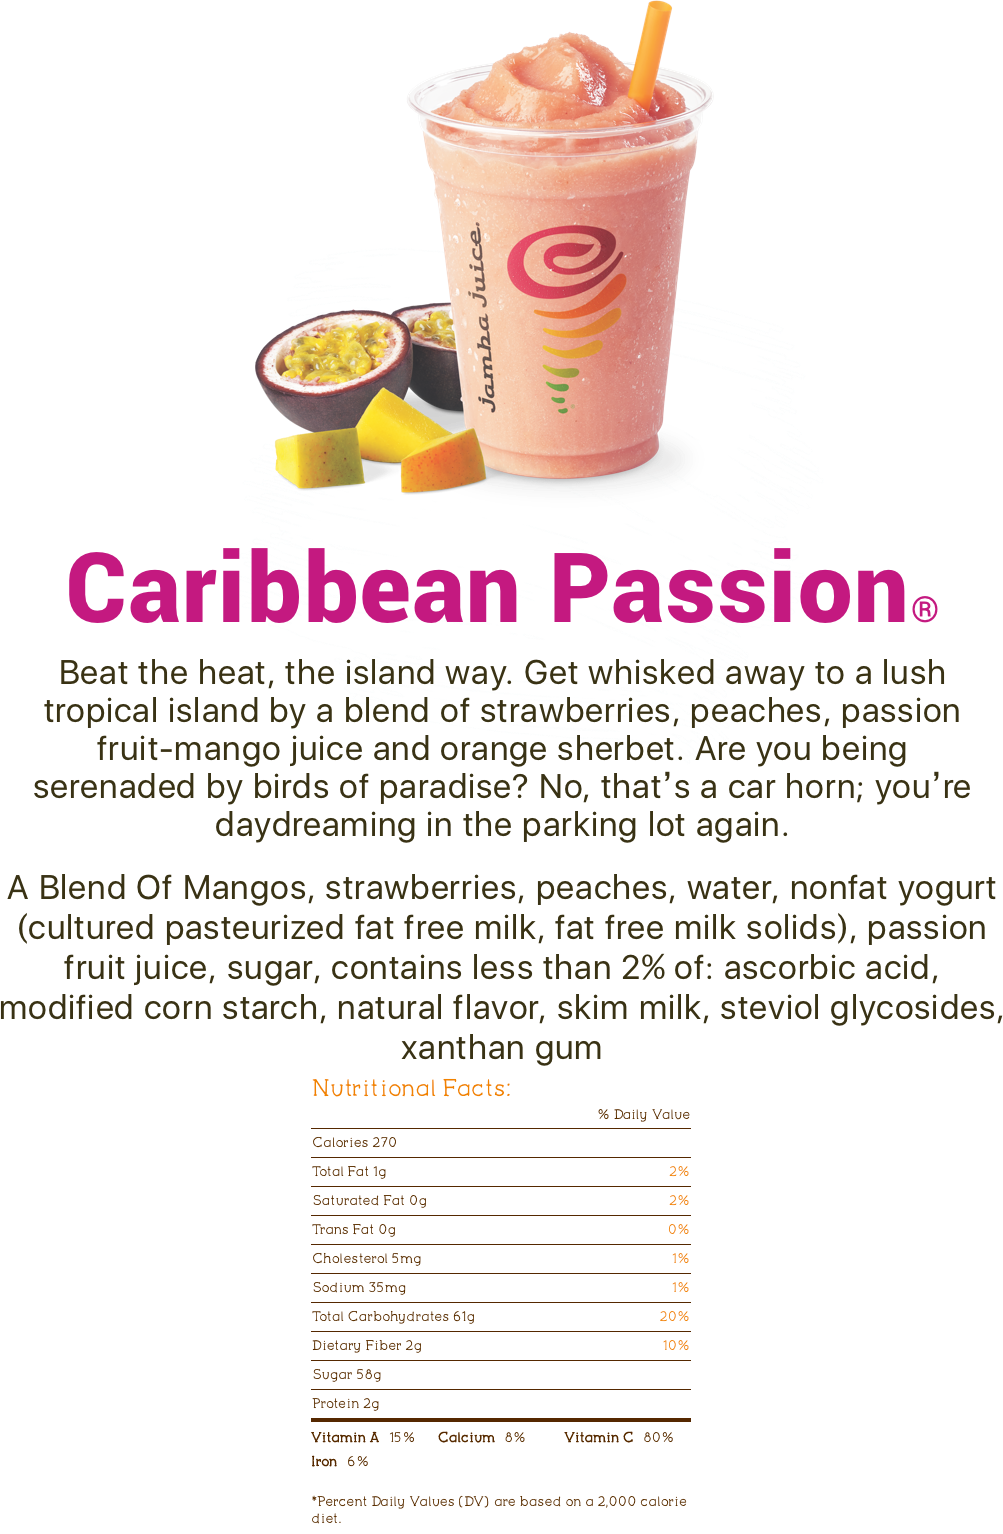 jamba juice.
Caribbean Passion®
Beat the heat, the island way. Get whisked away to a lush
tropical island by a blend of strawberries, peaches, passion
fruit-mango juice and orange sherbet. Are you being
serenaded by birds of paradise? No, that’s a car horn; you’re
daydreaming in the parking lot again.
A Blend Of Mangos, strawberries, peaches, water, nonfat yogurt
(cultured pasteurized fat free milk, fat free milk solids), passion
fruit juice, sugar, contains less than 2% of: ascorbic acid,
modified corn starch, natural flavor, skim milk, steviol glycosides,
xanthan gum
Nutritional Facts:
% Daily Value
Calories 270
Total Fat 1g 2%
Saturated Fat 0g 2%
Trans Fat 0g 0%
Cholesterol 5mg 1%
Sodium 35mg 1%
Total Carbohydrates 61g 20%
Dietary Fiber 2g 10%
Sugar 58g
Protein 2g
Vitamin A 15% Calcium 8% Vitamin C 80%
Iron 6%
*Percent Daily Values (DV) are based on a 2,000 calorie
diet.